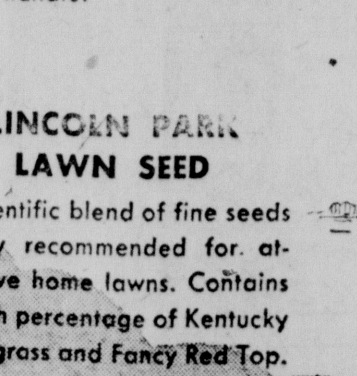 .INCOLN PARK
LAWN SEED
entific blend of fine seeds
recommended for. at-
ve home lawns. Contains
h percentage of Kentucky
grass and Fancy Red Top.